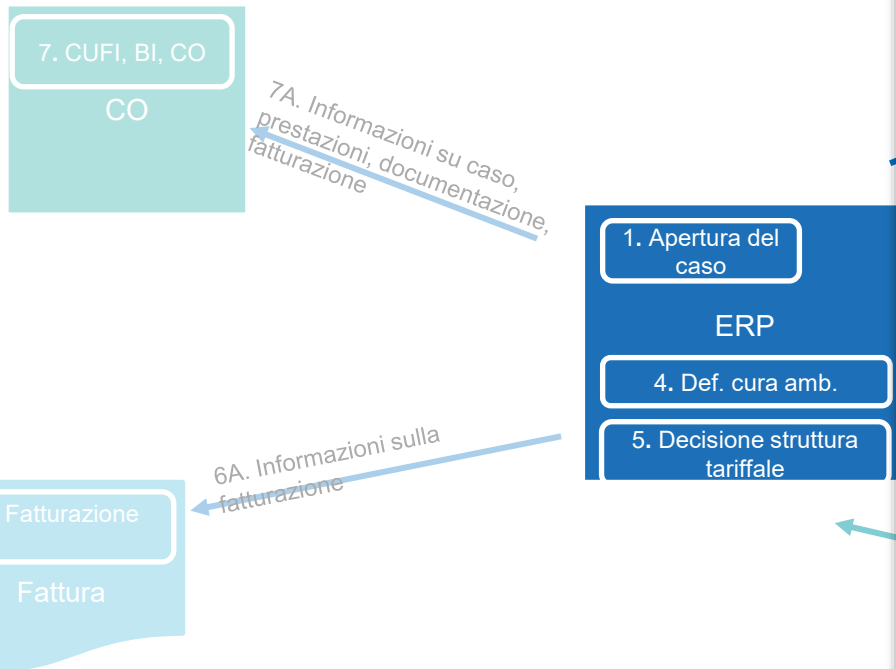 7. CUFI, BI, CO
CO
7A. Informazioni su caso,
prestazioni, documentazione,
fatturazione
1. Apertura del
caso
ERP
4. Def. cura amb.
5. Decisione struttura
tariffale
6A. Informazioni sulla
fatturazione
Fatturazione
Fattura